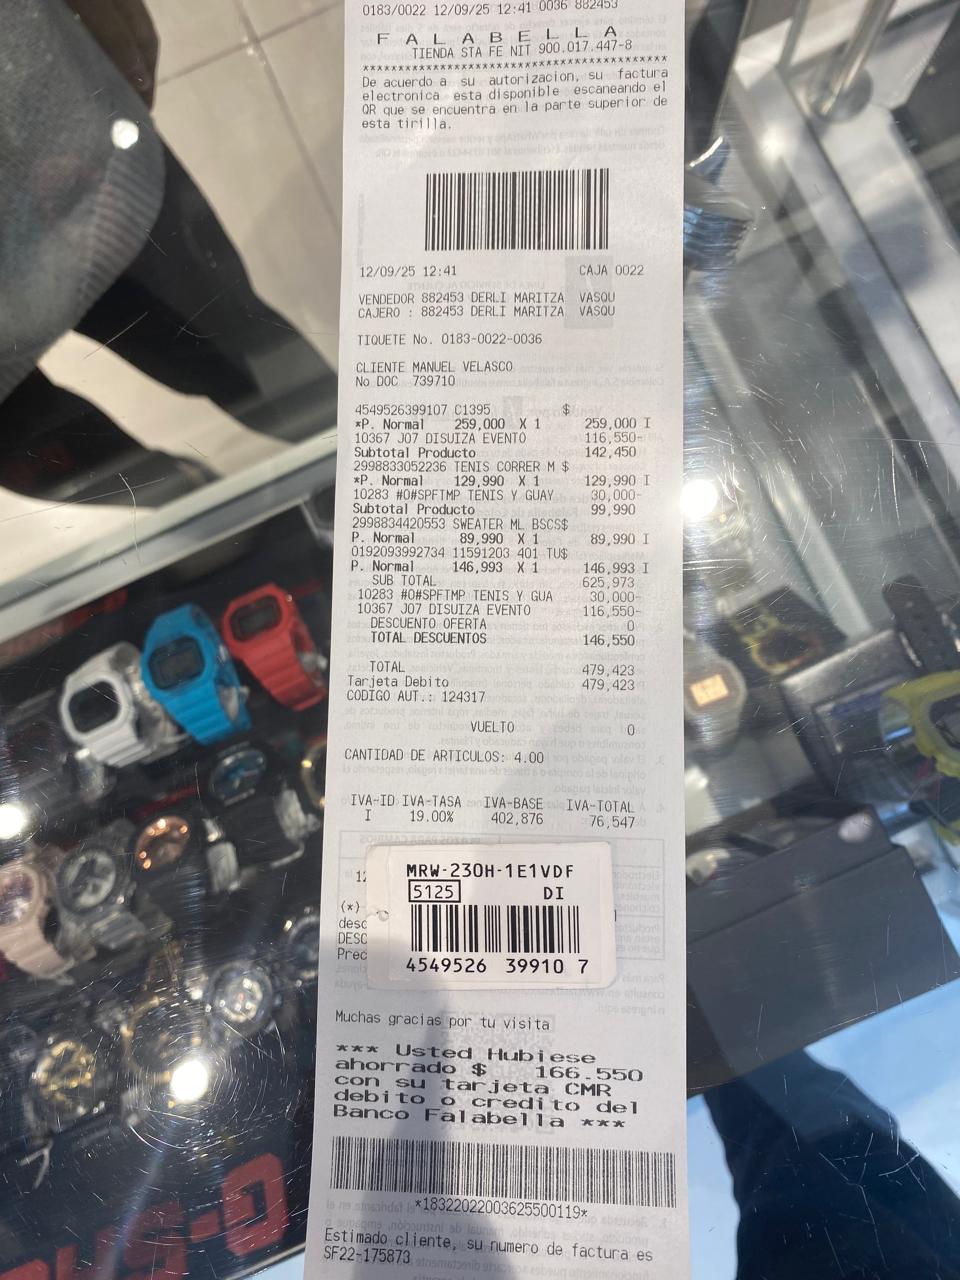 0183/0022 12/09/25 12:41 0036 882453
F A L A B E L L A
TIENDA STA FE NIT 900.017.447-8
************************************************
De acuerdo a su autorizacion, su factura
electronica esta disponible escaneando el
QR que se encuentra en la parte superior de
esta tirilla.
12/09/25 12:41 CAJA 0022
VENDEDOR 882453 DERLI MARITZA VASQU
CAJERO : 882453 DERLI MARITZA VASQU
TIQUETE No. 0183-0022-0036
CLIENTE MANUEL VELASCO
No DOC 739710
4549526399107 C1395 $
*P. Normal 259,000 X 1 259,000 I
10367 J07 DISUIZA EVENTO 116,550-
Subtotal Producto 142,450
2998833052236 TENIS CORRER M $
*P. Normal 129,990 X 1 129,990 I
10283 #0#SPFTMP TENIS Y GUAY 30,000-
Subtotal Producto 99,990
2998834420553 SWEATER ML BSCS$
P. Normal 89,990 X 1 89,990 I
0192093992734 11591203 401 TU$
P. Normal 146,993 X 1 146,993 I
SUB TOTAL 625,973
10283 #0#SPFTMP TENIS Y GUA 30,000-
10367 J07 DISUIZA EVENTO 116,550-
DESCUENTO OFERTA 0
TOTAL DESCUENTOS 146,550
TOTAL 479,423
Tarjeta Debito 479,423
CODIGO AUT.: 124317
VUELTO 0
CANTIDAD DE ARTICULOS: 4.00
IVA-ID IVA-TASA IVA-BASE IVA-TOTAL
I 19.00% 402,876 76,547
MRW-230H-1E1VDF
5125 DI
4549526 39910 7
12
(*)
desc
DESC
Prec
Muchas gracias por tu visita
*** Usted Hubiese
ahorrado $ 166.550
con su tarjeta CMR
debito o credito del
Banco Falabella ***
*18322022003625500119*
Estimado cliente, su numero de factura es
SF22-175873